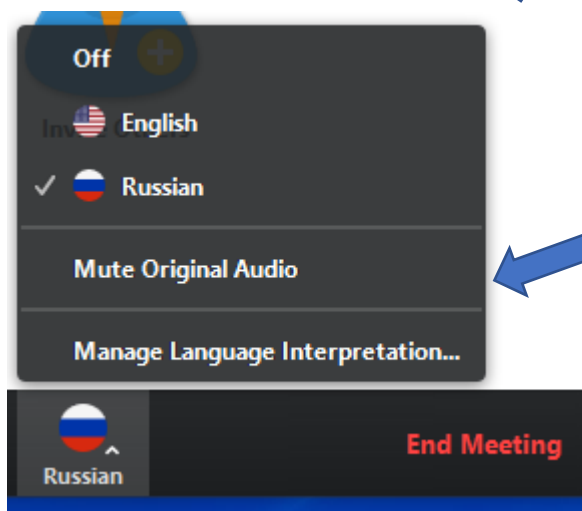 Off
English
Russian
Mute Original Audio
Manage Language Interpretation...
Russian
End Meeting